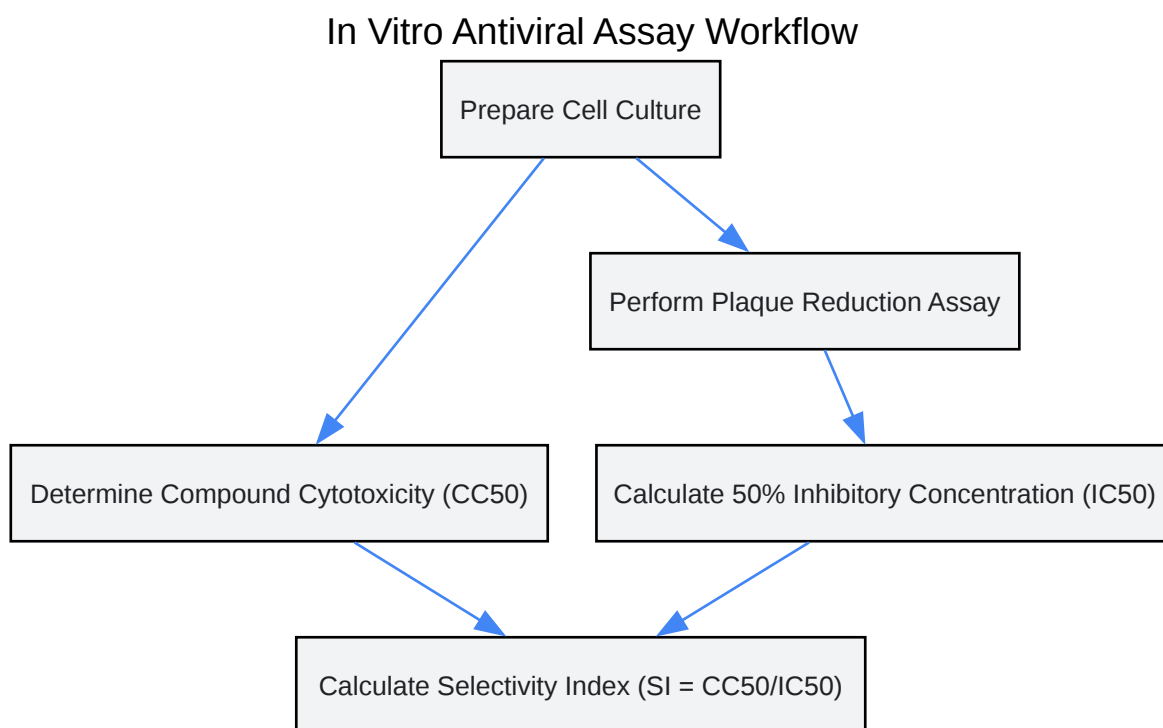 In Vitro Antiviral Assay Workflow
Prepare Cell Culture
Perform Plaque Reduction Assay
Determine Compound Cytotoxicity (CC50)
Calculate 50% Inhibitory Concentration (IC50)
Calculate Selectivity Index (SI = CC50/IC50)